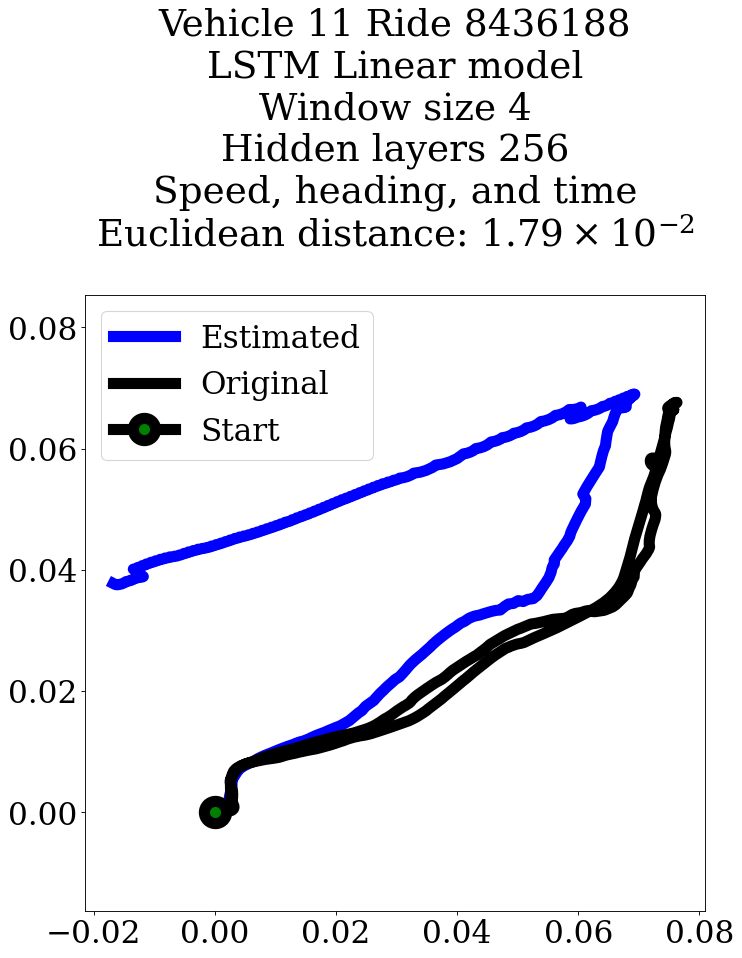 Vehicle 11 Ride 8436188
LSTM Linear model
Window size 4
Hidden layers 256
Speed, heading, and time
Euclidean distance: 1.79 × 10⁻²
Estimated
Original
Start
0.08
0.06
0.04
0.02
0.00
−0.02 0.00 0.02 0.04 0.06 0.08